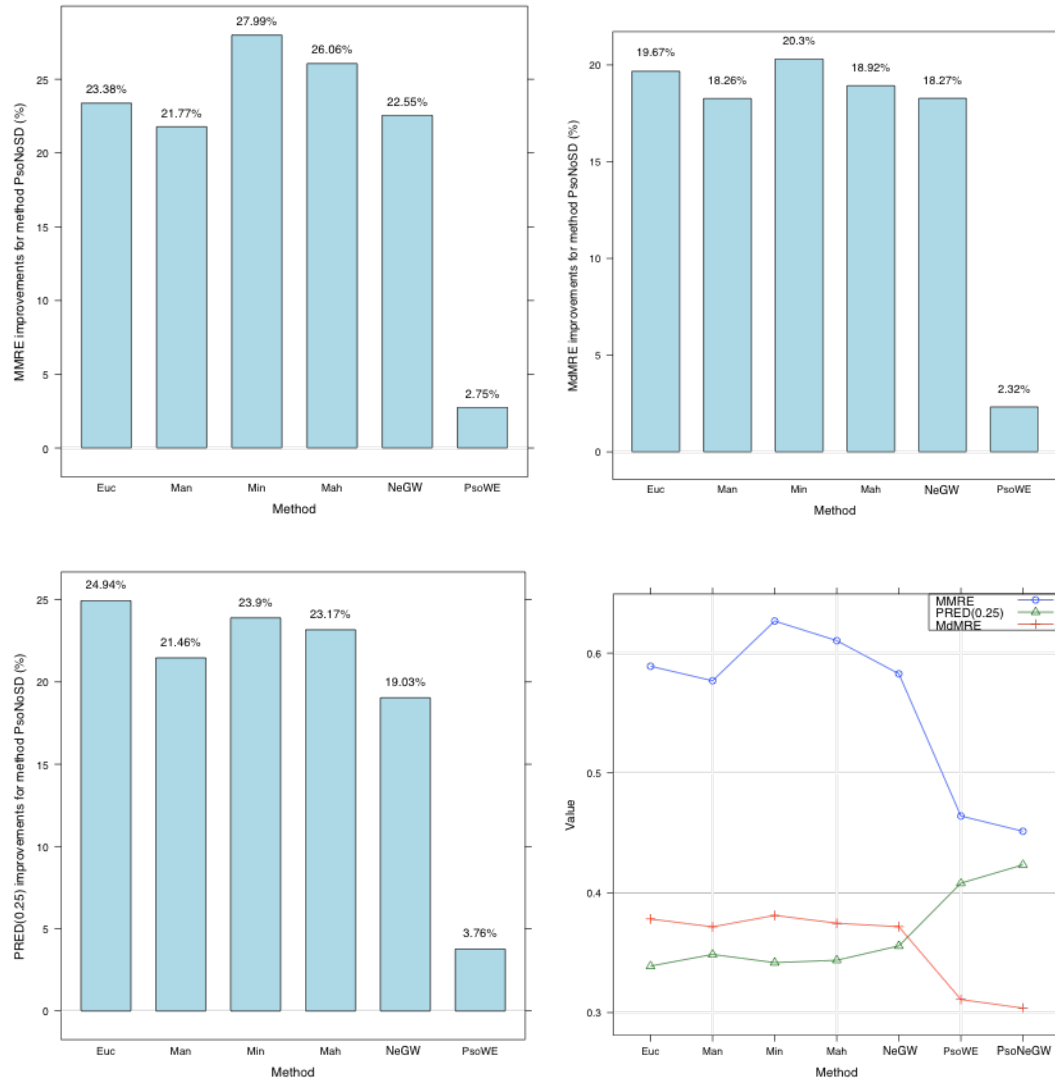 MMRE improvements for method PsoNoSD (%)
25
20
15
10
5
0
23.38%
21.77%
27.99%
26.06%
22.55%
2.75%
Euc Man Min Mah NeGW PsoWE
Method
MdMRE improvements for method PsoNoSD (%)
20
15
10
5
0
19.67%
18.26%
20.3%
18.92%
18.27%
2.32%
Euc Man Min Mah NeGW PsoWE
Method
PRED(0.25) improvements for method PsoNoSD (%)
25
20
15
10
5
0
24.94%
21.46%
23.9%
23.17%
19.03%
3.76%
Euc Man Min Mah NeGW PsoWE
Method
Value
0.6
0.5
0.4
0.3
MMRE
PRED(0.25)
MdMRE
Euc Man Min Mah NeGW PsoWE PsoNeGW
Method